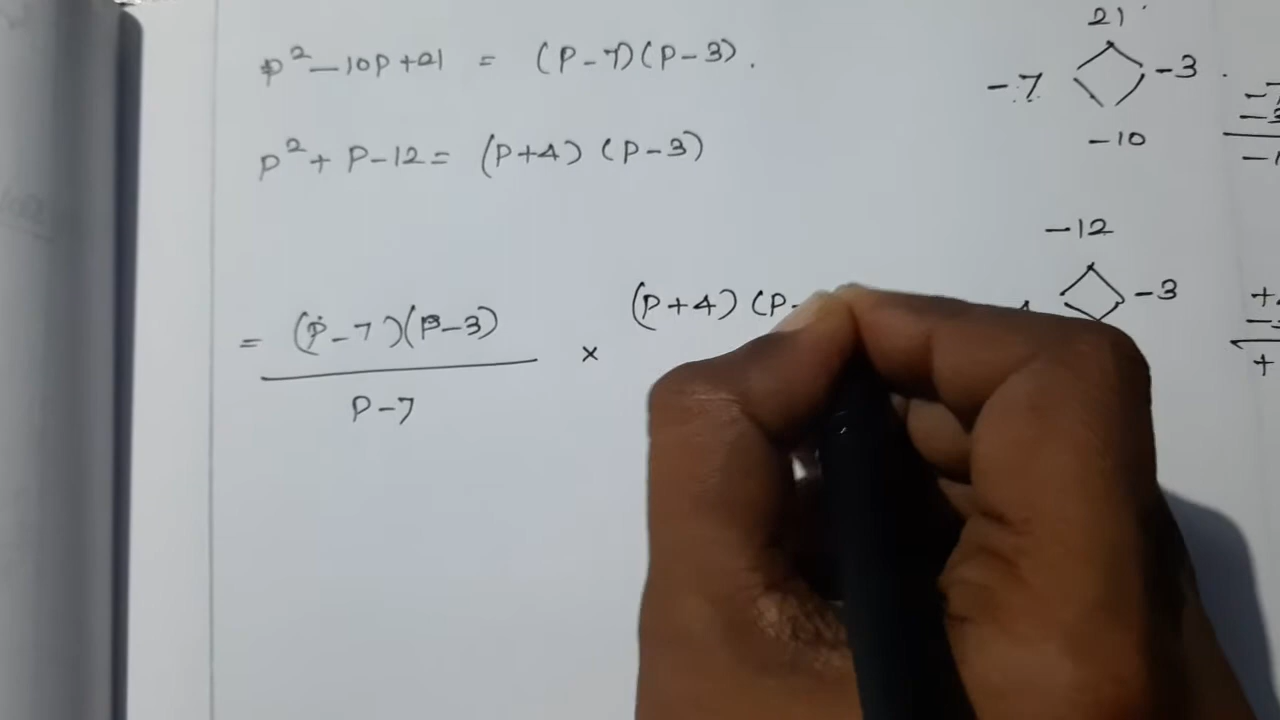 p² - 10p + 21 = (p - 7)(p - 3).
p² + p - 12 = (p + 4) (p - 3)
= (p - 7)(p - 3)
p - 7
×
(p + 4) (p -
21
-7
-3
-10
-12
-3